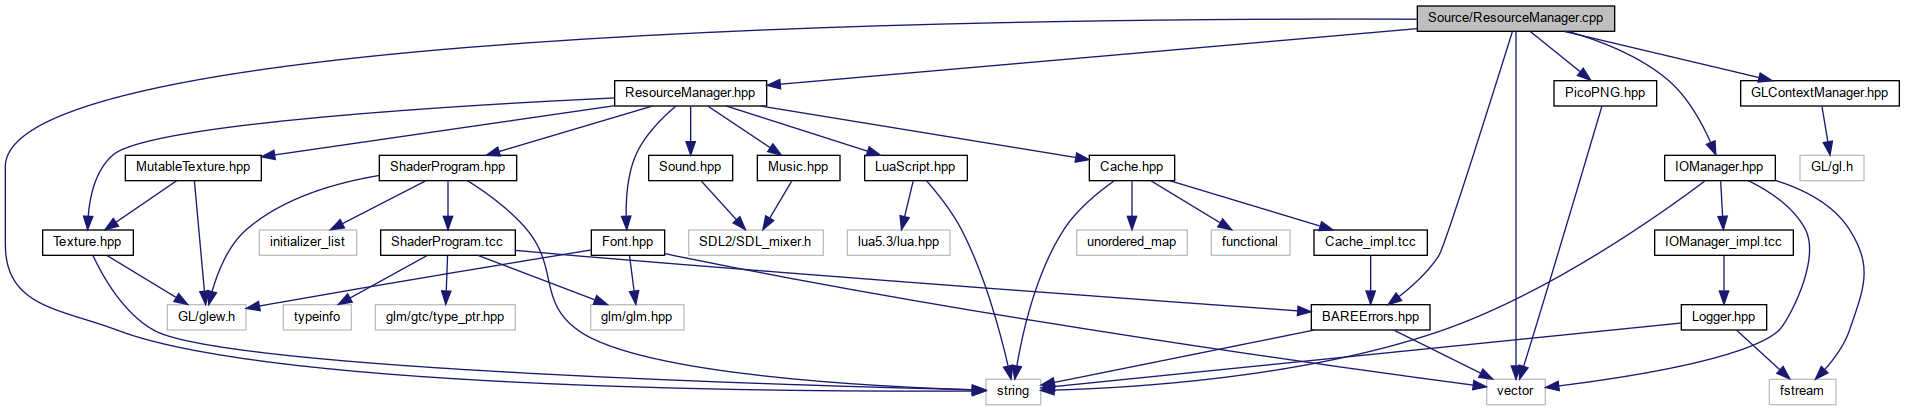 Source/ResourceManager.cpp
ResourceManager.hpp
PicoPNG.hpp
GLContextManager.hpp
MutableTexture.hpp
ShaderProgram.hpp
Sound.hpp
Music.hpp
LuaScript.hpp
Cache.hpp
IOManager.hpp
GL/gl.h
Texture.hpp
initializer_list
ShaderProgram.tcc
Font.hpp
SDL2/SDL_mixer.h
lua5.3/lua.hpp
unordered_map
functional
Cache_impl.tcc
IOManager_impl.tcc
GL/glew.h
typeinfo
glm/gtc/type_ptr.hpp
glm/glm.hpp
BAREErrors.hpp
Logger.hpp
string
vector
fstream